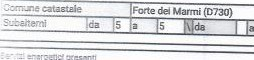 Comune catastale Forte dei Marmi (D730)
Subalterni da 5 a 5 \ da a
Servizi energetici presenti